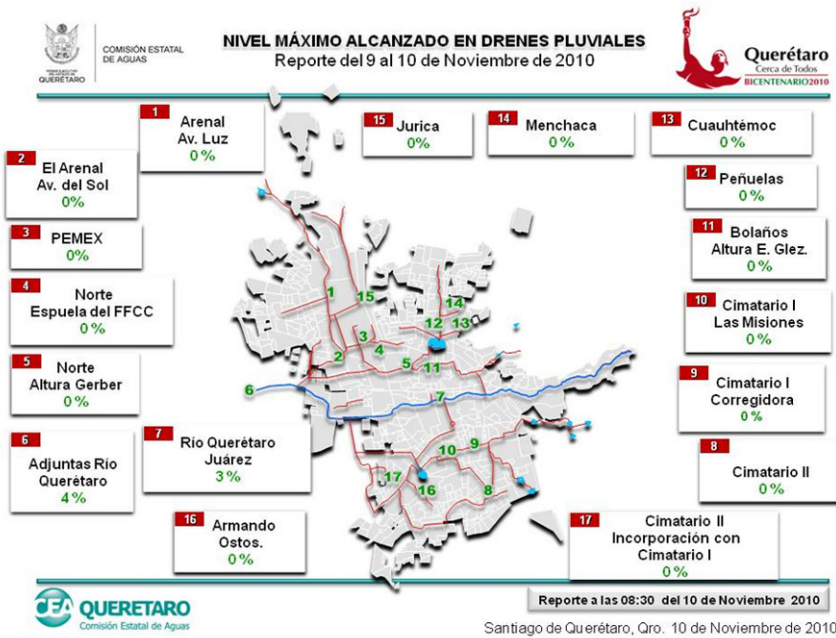 PODER EJECUTIVO
DEL ESTADO DE
QUERÉTARO
COMISIÓN ESTATAL
DE AGUAS
NIVEL MÁXIMO ALCANZADO EN DRENES PLUVIALES
Reporte del 9 al 10 de Noviembre de 2010
Querétaro
Cerca de Todos
BICENTENARIO2010
1
Arenal
Av. Luz
0 %
15
Jurica
0%
14
Menchaca
0 %
13
Cuauhtémoc
0 %
2
El Arenal
Av. del Sol
0%
12
Peñuelas
0 %
3
PEMEX
0%
11
Bolaños
Altura E. Glez.
0 %
4
Norte
Espuela del FFCC
0 %
10
Cimatario I
Las Misiones
0 %
5
Norte
Altura Gerber
0 %
9
Cimatario I
Corregidora
0 %
6
Adjuntas Río
Querétaro
4 %
7
Río Querétaro
Juárez
3 %
8
Cimatario II
0 %
16
Armando
Ostos.
0 %
17
Cimatario II
Incorporación con
Cimatario I
0 %
1
15
14
12
13
3
2
4
5
11
6
7
10
9
17
16
8
CEA QUERETARO
Comisión Estatal de Aguas
Reporte a las 08:30 del 10 de Noviembre 2010
Santiago de Querétaro, Qro. 10 de Noviembre de 2010